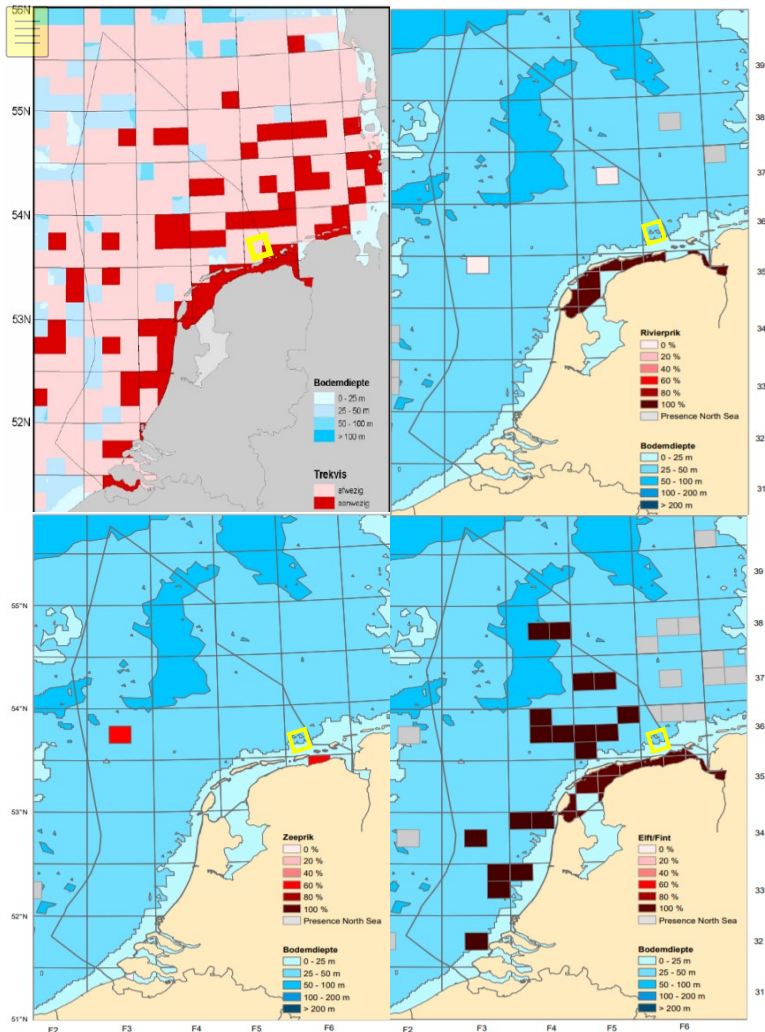 56N
55N
54N
53N
52N
Bodemdiepte
0 - 25 m
25 - 50 m
50 - 100 m
> 100 m
Trekvis
afwezig
aanwezig
39
38
37
36
35
34
33
32
31
Rivierprik
0 %
20 %
40 %
60 %
80 %
100 %
Presence North Sea
Bodemdiepte
0 - 25 m
25 - 50 m
50 - 100 m
100 - 200 m
> 200 m
55°N
54°N
53°N
52°N
51°N
F2 F3 F4 F5 F6
Zeeprik
0 %
20 %
40 %
60 %
80 %
100 %
Presence North Sea
Bodemdiepte
0 - 25 m
25 - 50 m
50 - 100 m
100 - 200 m
> 200 m
39
38
37
36
35
34
33
32
31
F2 F3 F4 F5 F6
Elft/Fint
0 %
20 %
40 %
60 %
80 %
100 %
Presence North Sea
Bodemdiepte
0 - 25 m
25 - 50 m
50 - 100 m
100 - 200 m
> 200 m